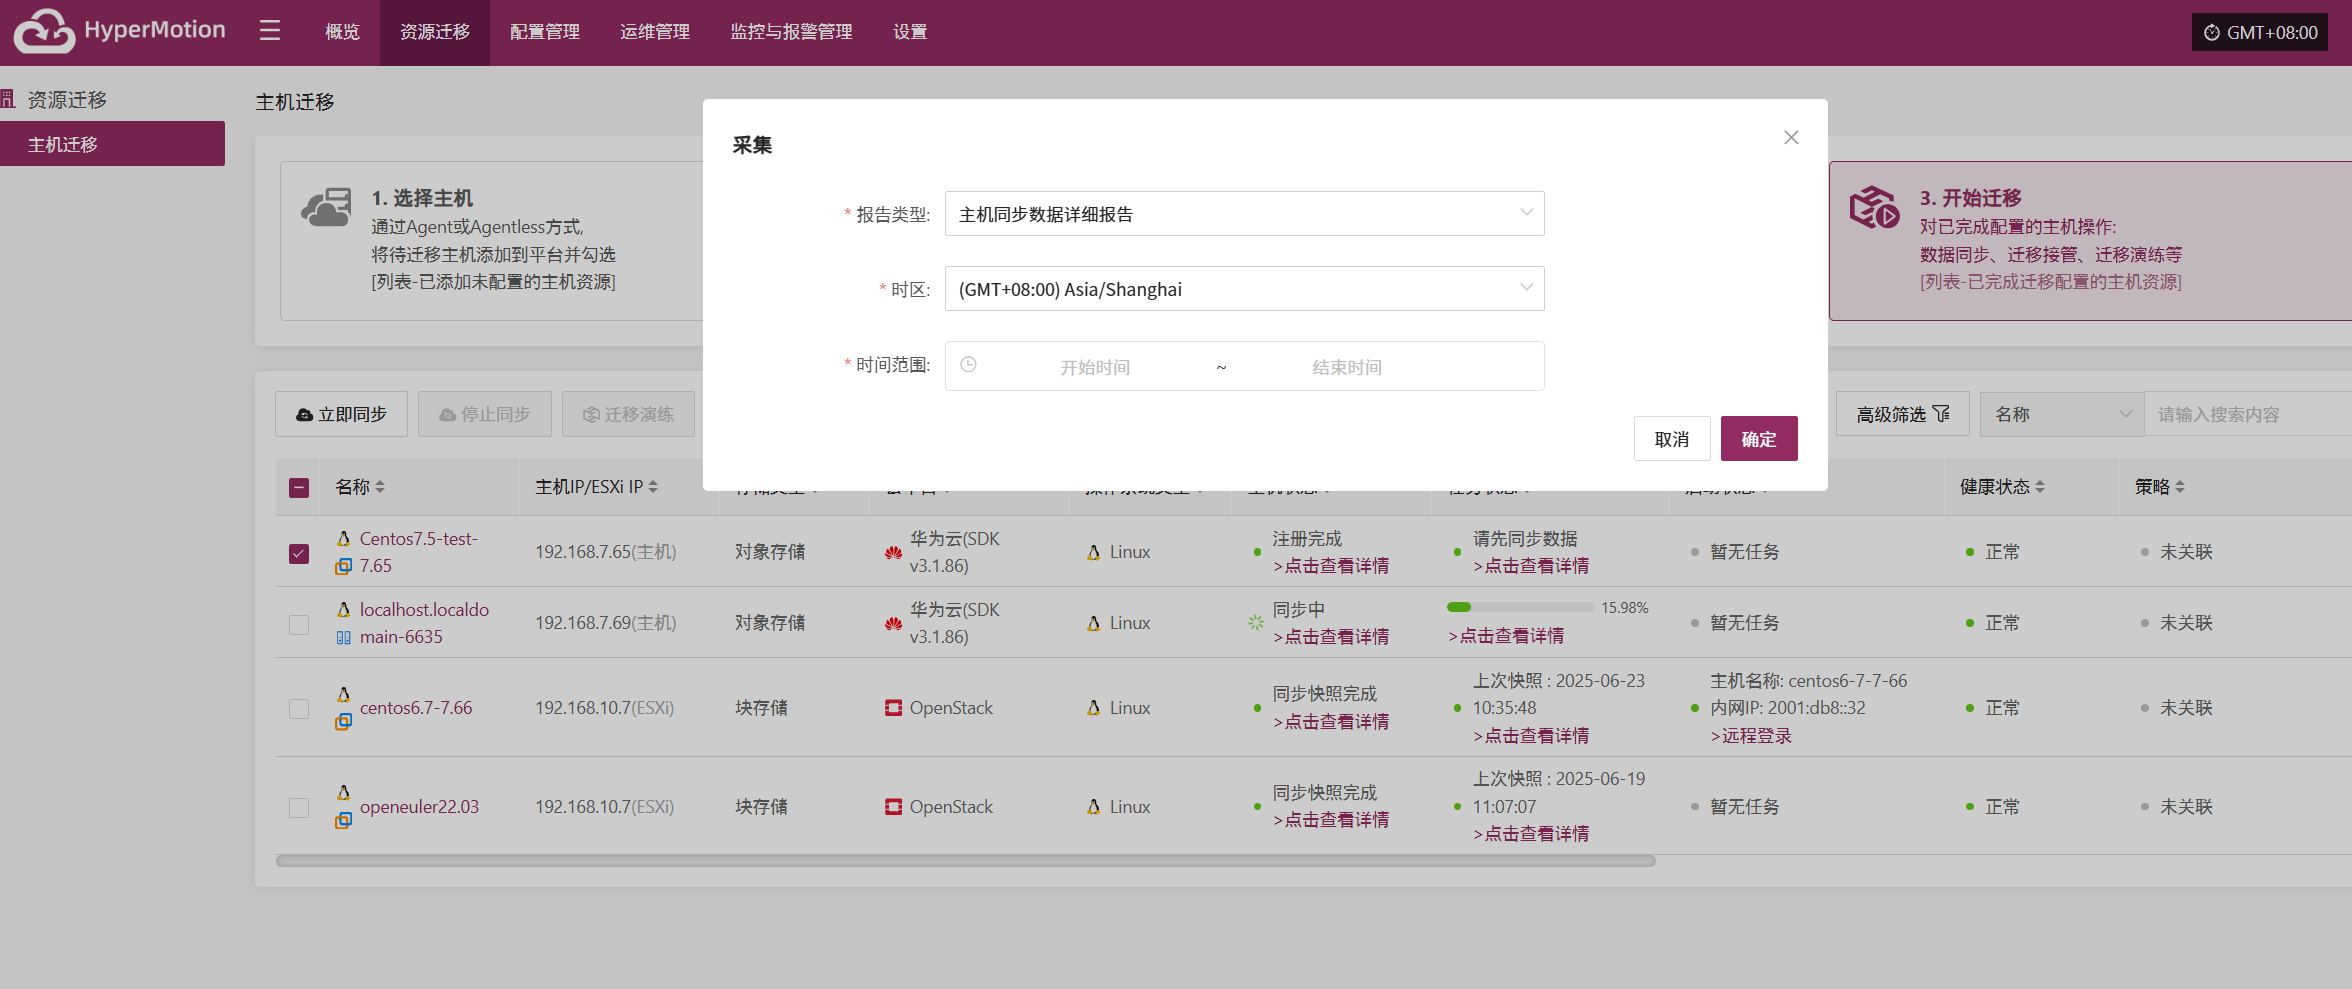 HyperMotion
概览
资源迁移
配置管理
运维管理
监控与报警管理
设置
GMT+08:00
资源迁移
主机迁移
主机迁移
1. 选择主机
通过Agent或Agentless方式,
将待迁移主机添加到平台并勾选
[列表-已添加未配置的主机资源]
3. 开始迁移
对已完成配置的主机操作:
数据同步、迁移接管、迁移演练等
[列表-已完成迁移配置的主机资源]
采集
* 报告类型: 主机同步数据详细报告
* 时区: (GMT+08:00) Asia/Shanghai
* 时间范围: 开始时间 ~ 结束时间
取消
确定
立即同步
停止同步
迁移演练
高级筛选
名称
请输入搜索内容
名称
主机IP/ESXi IP
健康状态
策略
Centos7.5-test-
7.65
192.168.7.65(主机)
对象存储
华为云(SDK
v3.1.86)
Linux
注册完成
>点击查看详情
请先同步数据
>点击查看详情
暂无任务
正常
未关联
localhost.localdo
main-6635
192.168.7.69(主机)
对象存储
华为云(SDK
v3.1.86)
Linux
同步中
>点击查看详情
15.98%
>点击查看详情
暂无任务
正常
未关联
centos6.7-7.66
192.168.10.7(ESXi)
块存储
OpenStack
Linux
同步快照完成
>点击查看详情
上次快照 : 2025-06-23
10:35:48
>点击查看详情
主机名称: centos6-7-7-66
内网IP: 2001:db8::32
>远程登录
正常
未关联
openeuler22.03
192.168.10.7(ESXi)
块存储
OpenStack
Linux
同步快照完成
>点击查看详情
上次快照 : 2025-06-19
11:07:07
>点击查看详情
暂无任务
正常
未关联